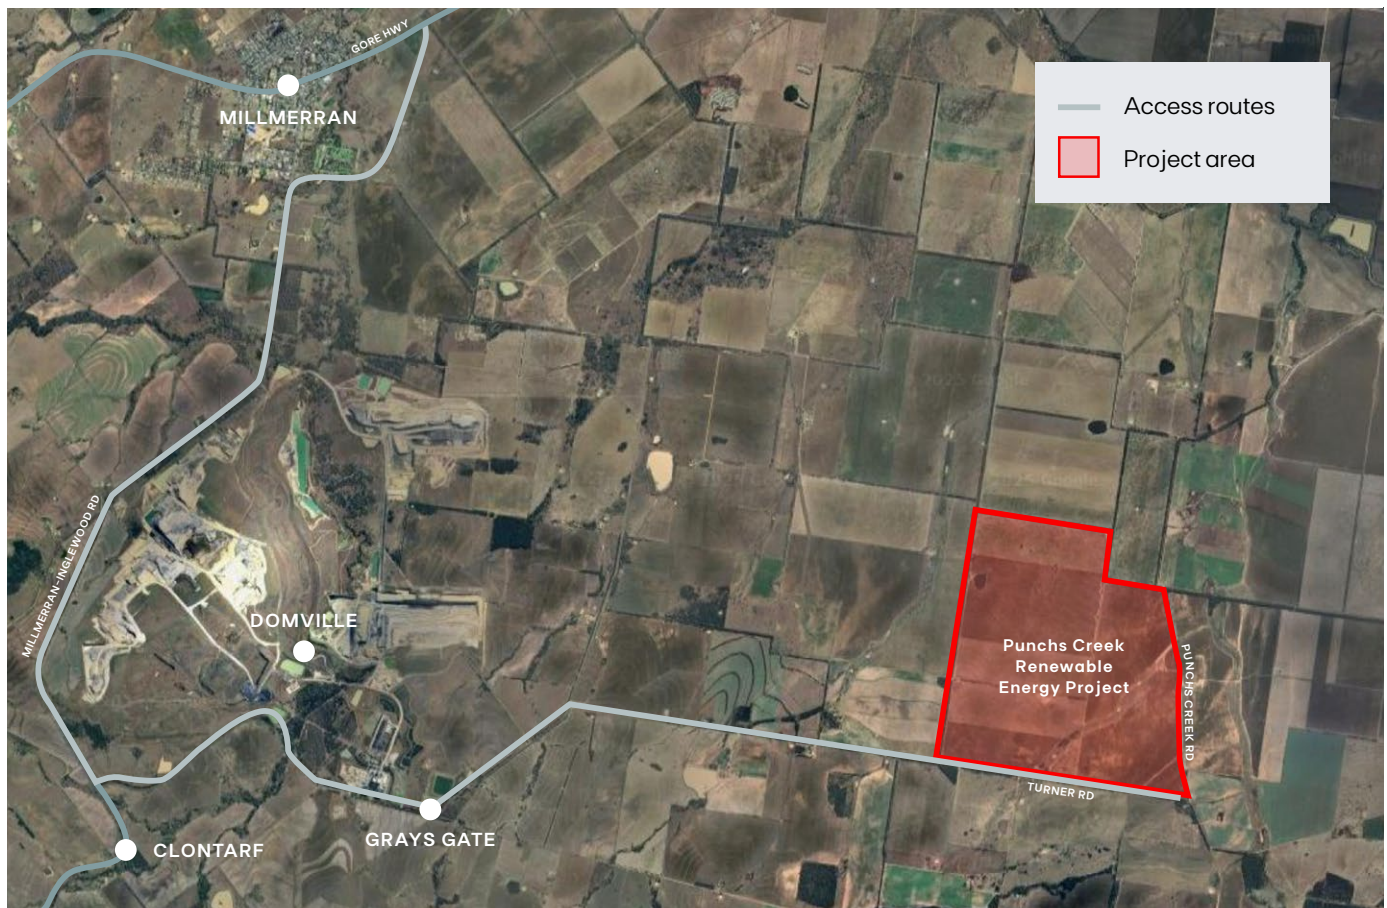 GORE HWY
MILLMERRAN
Access routes
Project area
MILLMERRAN-INGLEWOOD RD
DOMVILLE
Punchs Creek
Renewable
Energy Project
PUNCHS CREEK RD
TURNER RD
GRAYS GATE
CLONTARF